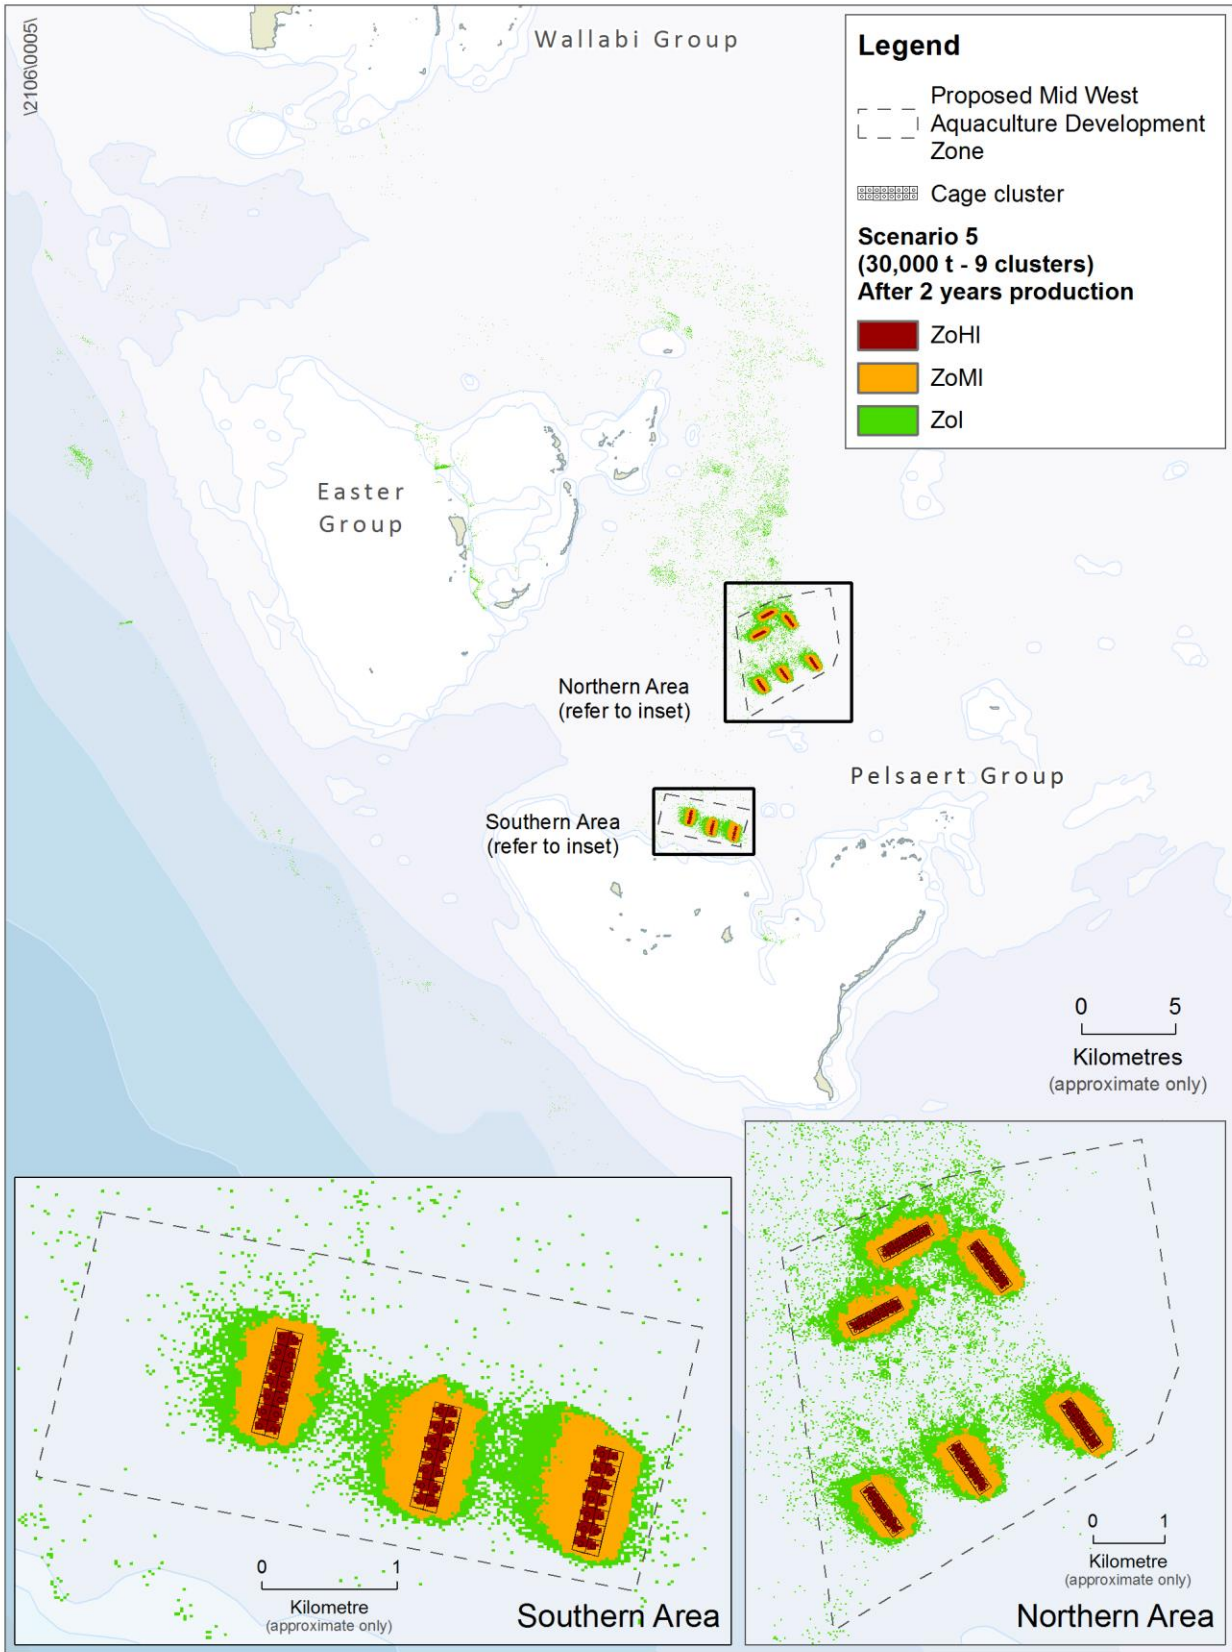 \2106\0005\
Wallabi Group
Legend
Proposed Mid West
Aquaculture Development
Zone
Cage cluster
Scenario 5
(30,000 t - 9 clusters)
After 2 years production
ZoHI
ZoMI
ZoI
Easter
Group
Northern Area
(refer to inset)
Pelsaert Group
Southern Area
(refer to inset)
0 5
Kilometres
(approximate only)
0 1
Kilometre
(approximate only)
Southern Area
0 1
Kilometre
(approximate only)
Northern Area